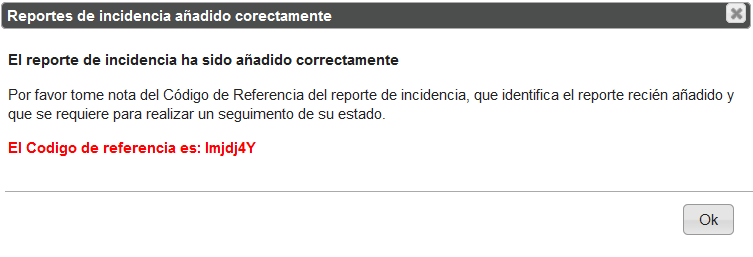 Reportes de incidencia añadido corectamente
El reporte de incidencia ha sido añadido correctamente
Por favor tome nota del Código de Referencia del reporte de incidencia, que identifica el reporte recién añadido y
que se requiere para realizar un seguimento de su estado.
El Codigo de referencia es: lmjdj4Y
Ok